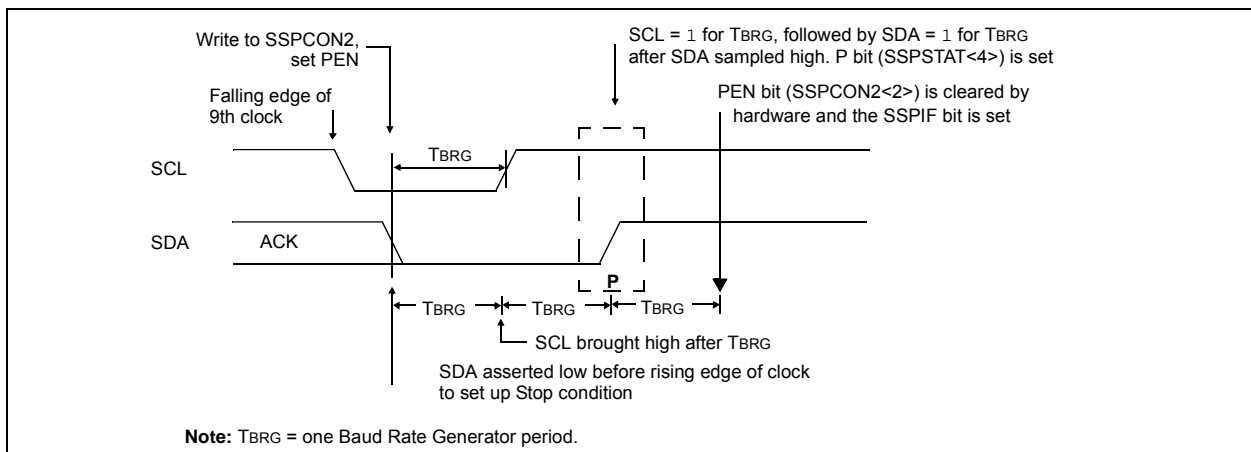 Write to SSPCON2,
set PEN
SCL = 1 for TBRG, followed by SDA = 1 for TBRG
after SDA sampled high. P bit (SSPSTAT<4>) is set
Falling edge of
9th clock
PEN bit (SSPCON2<2>) is cleared by
hardware and the SSPIF bit is set
TBRG
SCL
SDA
ACK
P
TBRG
TBRG
TBRG
SCL brought high after TBRG
SDA asserted low before rising edge of clock
to set up Stop condition
Note: TBRG = one Baud Rate Generator period.